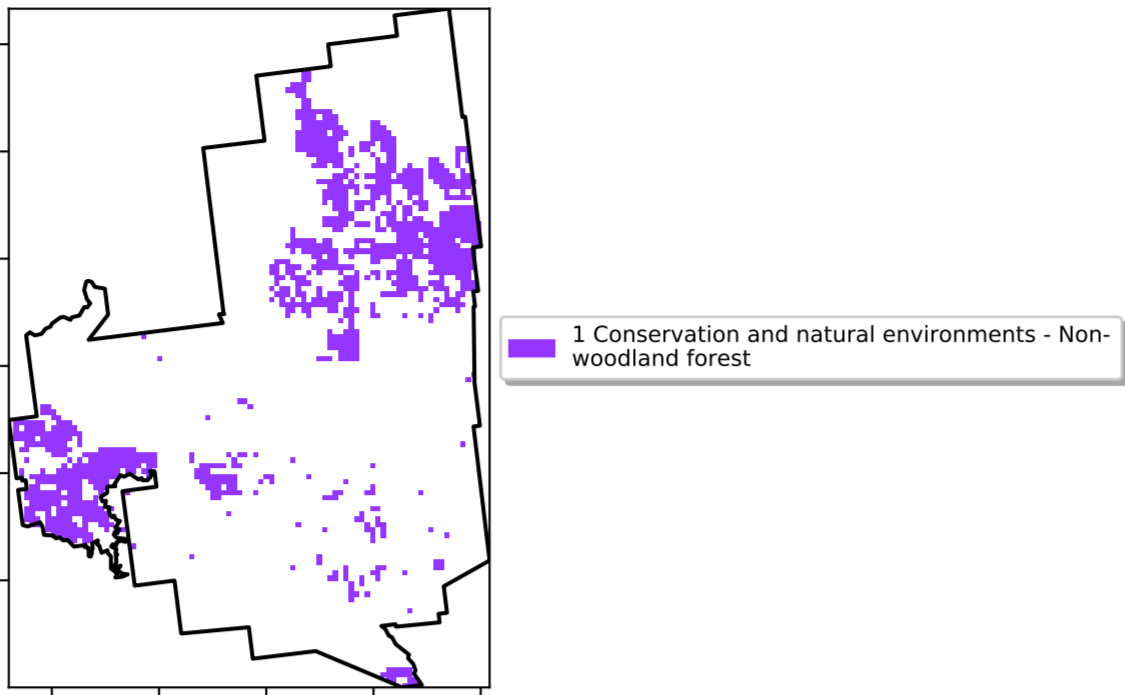 1 Conservation and natural environments - Non-
woodland forest